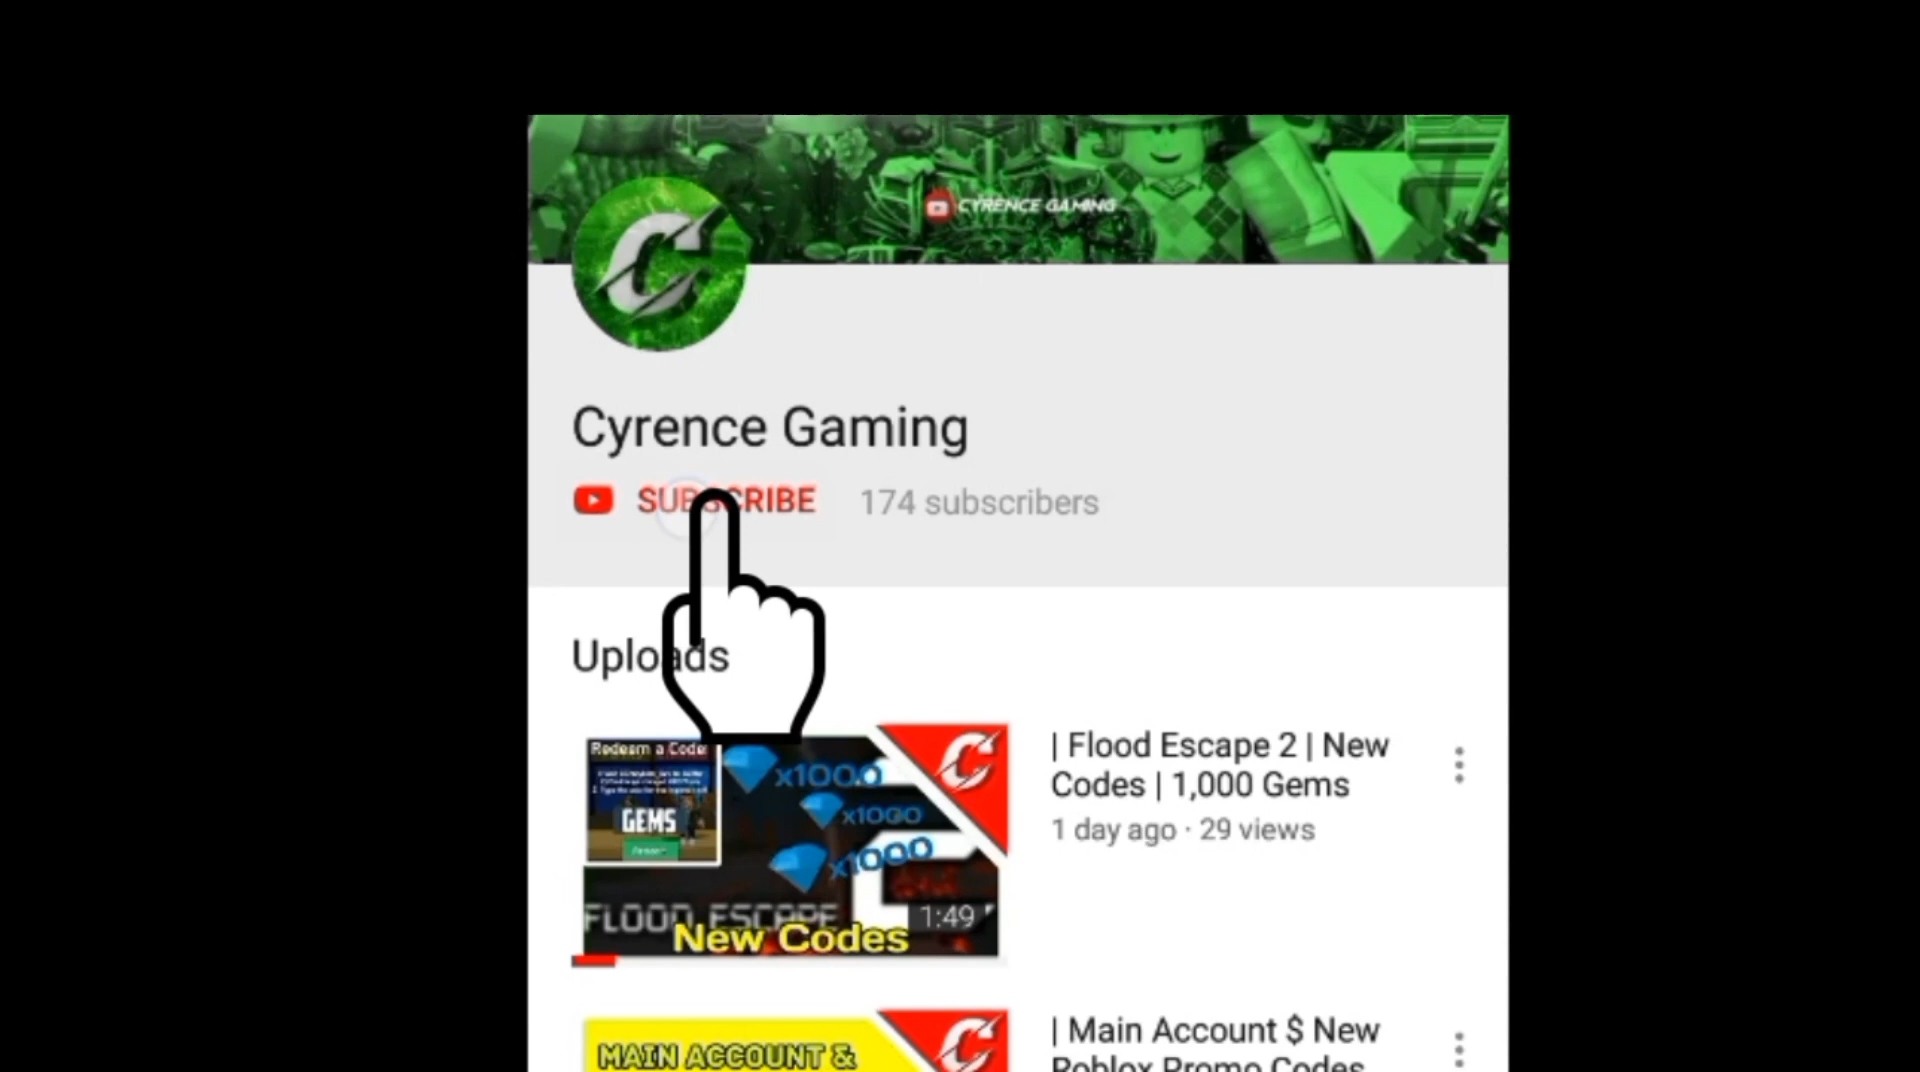 CYRENCE GAMING
Cyrence Gaming
SUBSCRIBE 174 subscribers
Uploads
Redeem a Code
GEMS
x1000
x1000
x1000
FLOOD ESCAPE
New Codes
1:49
| Flood Escape 2 | New
Codes | 1,000 Gems
1 day ago · 29 views
MAIN ACCOUNT &
| Main Account $ New
Roblox Promo Codes